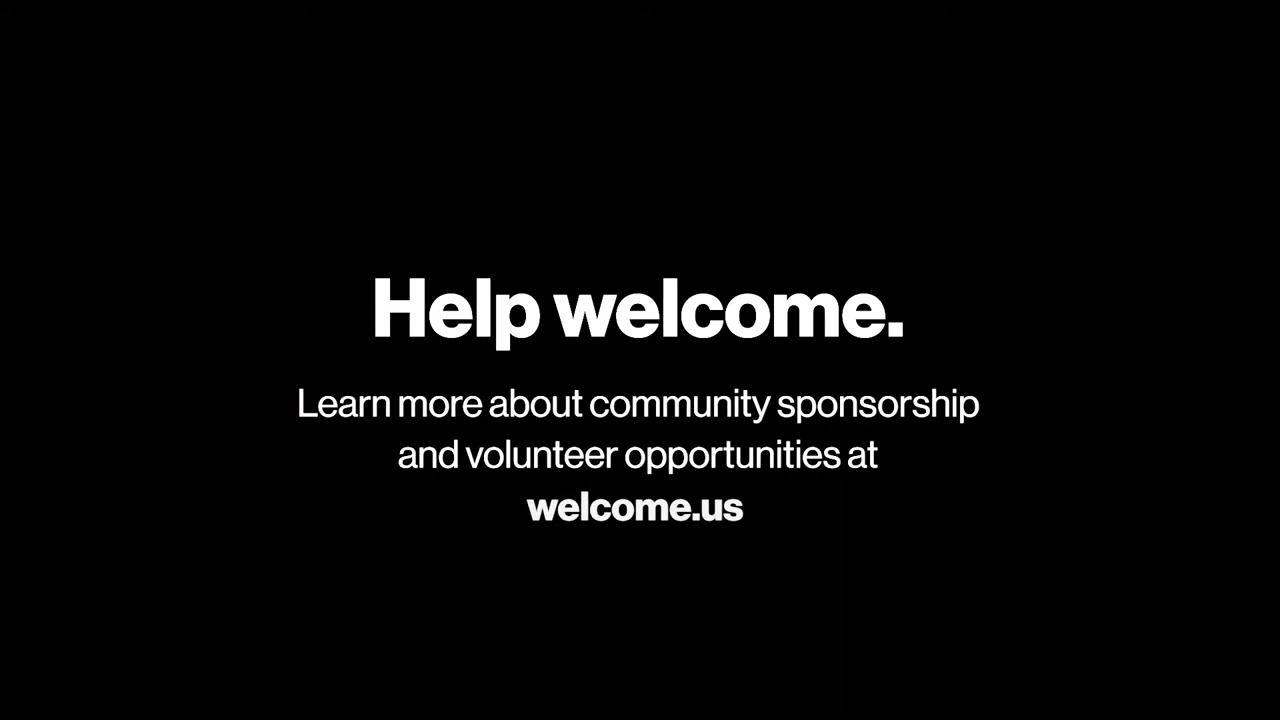 Help welcome.
Learn more about community sponsorship
and volunteer opportunities at
welcome.us